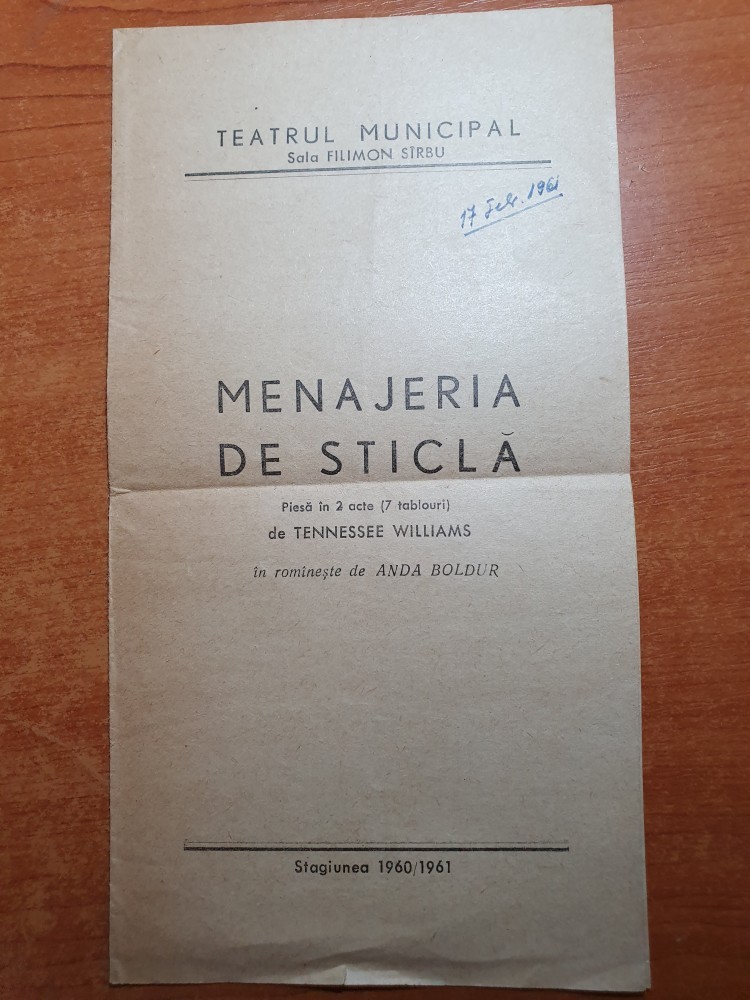 TEATRUL MUNICIPAL
Sala FILIMON SÎRBU
17 Febr. 1961
MENAJERIA
DE STICLĂ
Piesă în 2 acte (7 tablouri)
de TENNESSEE WILLIAMS
în romînește de ANDA BOLDUR
Stagiunea 1960/1961